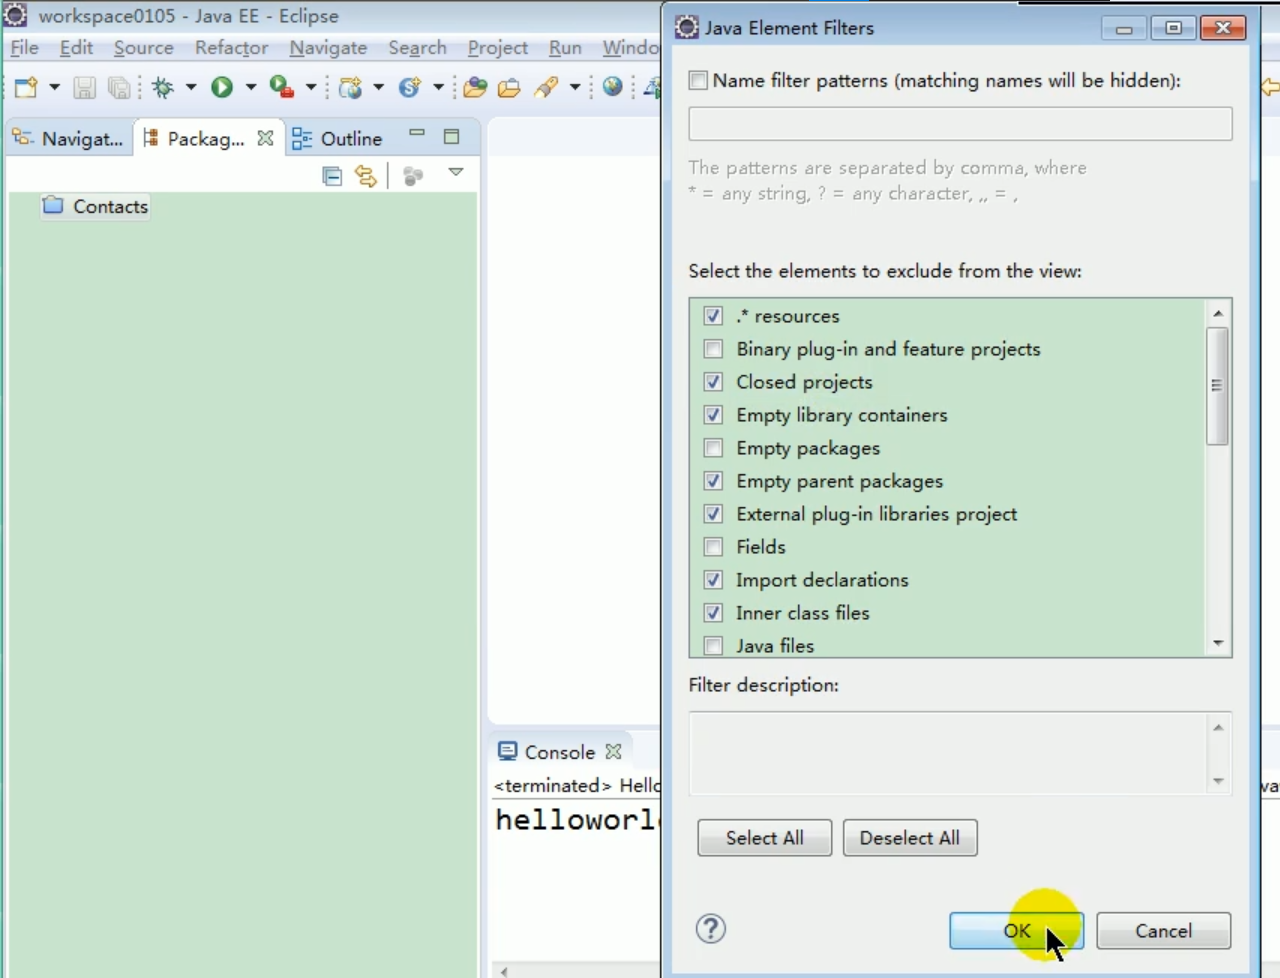 workspace0105 - Java EE - Eclipse
File Edit Source Refactor Navigate Search Project Run Windo
Navigat... Packag... Outline
Contacts
Console
<terminated> Hello
helloworl
Java Element Filters
Name filter patterns (matching names will be hidden):
The patterns are separated by comma, where
* = any string, ? = any character, ,, = ,
Select the elements to exclude from the view:
.* resources
Binary plug-in and feature projects
Closed projects
Empty library containers
Empty packages
Empty parent packages
External plug-in libraries project
Fields
Import declarations
Inner class files
Java files
Filter description:
Select All Deselect All
OK Cancel